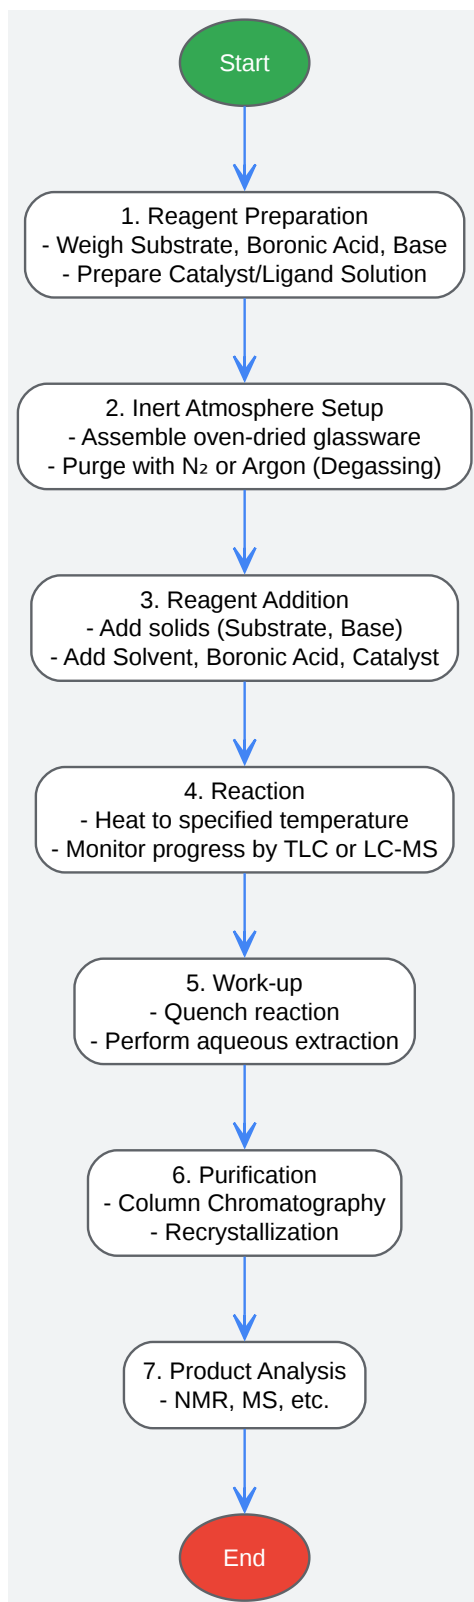 Start
1. Reagent Preparation
- Weigh Substrate, Boronic Acid, Base
- Prepare Catalyst/Ligand Solution
2. Inert Atmosphere Setup
- Assemble oven-dried glassware
- Purge with N₂ or Argon (Degassing)
3. Reagent Addition
- Add solids (Substrate, Base)
- Add Solvent, Boronic Acid, Catalyst
4. Reaction
- Heat to specified temperature
- Monitor progress by TLC or LC-MS
5. Work-up
- Quench reaction
- Perform aqueous extraction
6. Purification
- Column Chromatography
- Recrystallization
7. Product Analysis
- NMR, MS, etc.
End